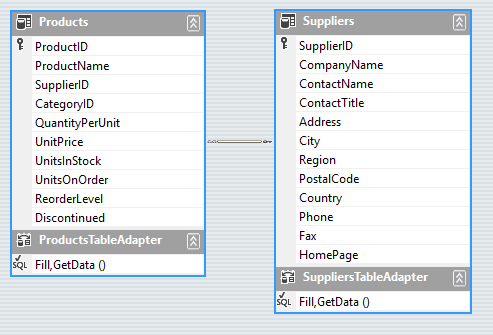 Products
ProductID
ProductName
SupplierID
CategoryID
QuantityPerUnit
UnitPrice
UnitsInStock
UnitsOnOrder
ReorderLevel
Discontinued
ProductsTableAdapter
SQL Fill,GetData ()
Suppliers
SupplierID
CompanyName
ContactName
ContactTitle
Address
City
Region
PostalCode
Country
Phone
Fax
HomePage
SuppliersTableAdapter
SQL Fill,GetData ()